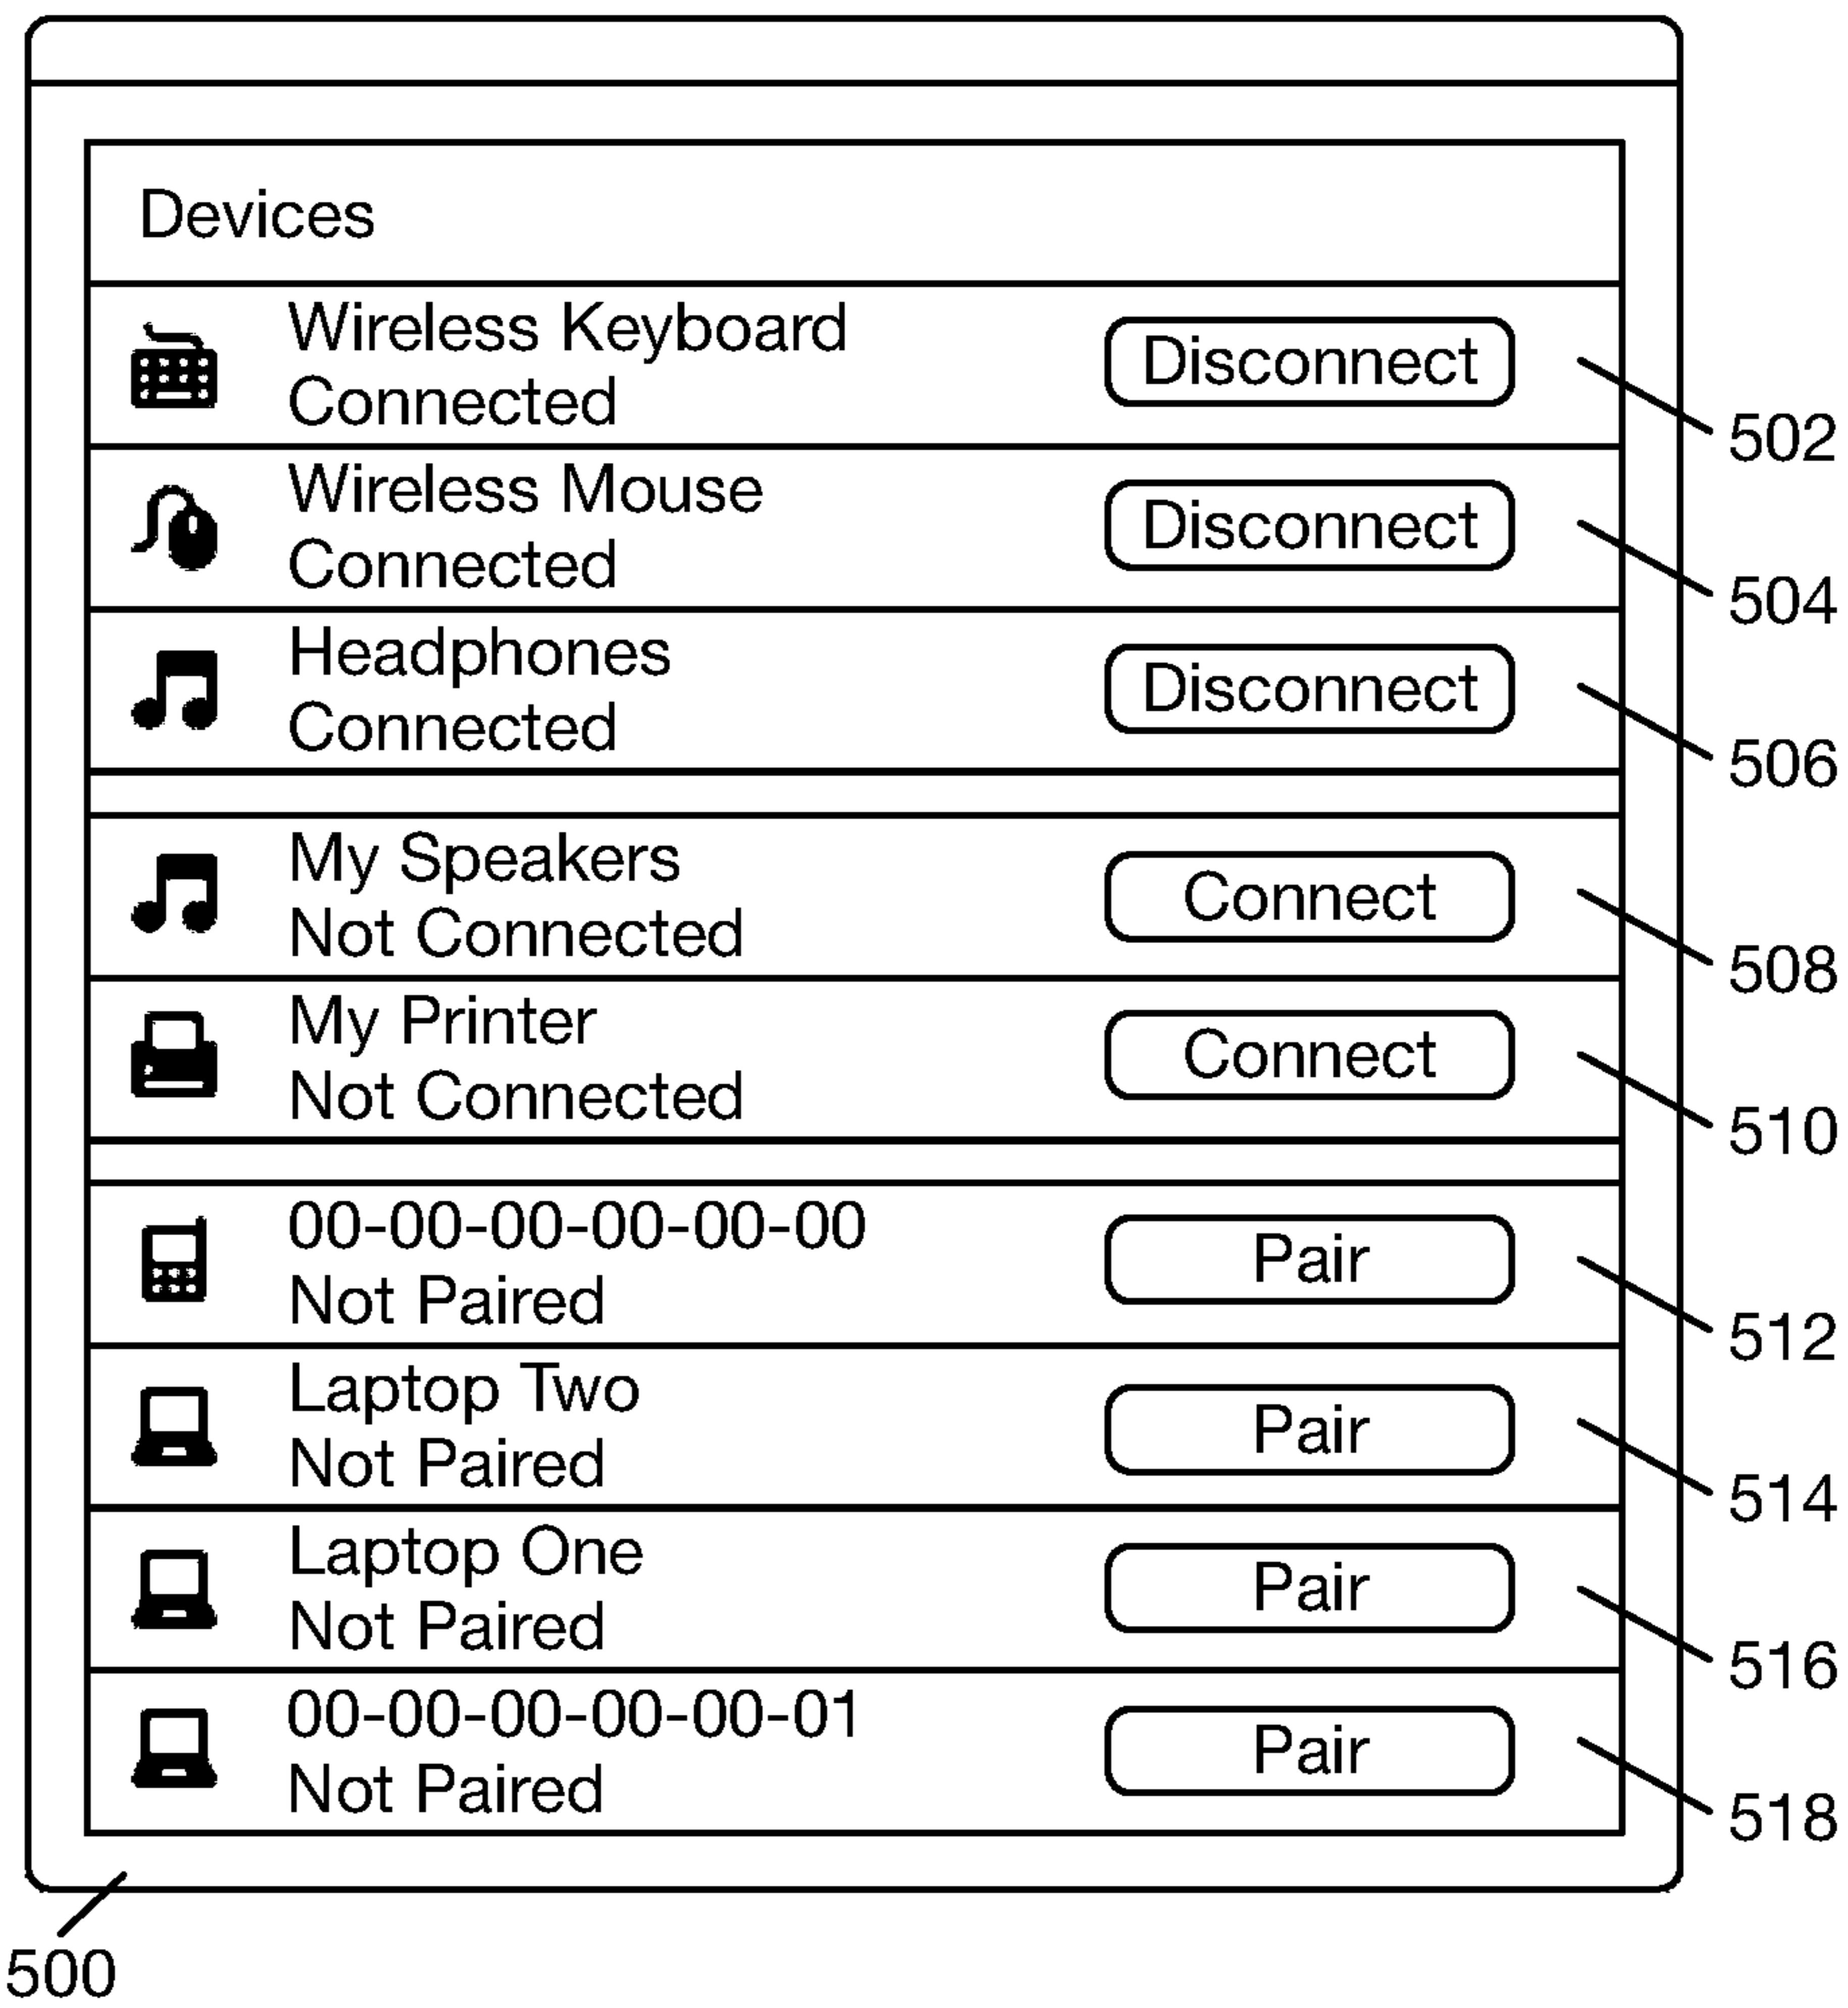 Devices
Wireless Keyboard
Connected
Disconnect
502
Wireless Mouse
Connected
Disconnect
504
Headphones
Connected
Disconnect
506
My Speakers
Not Connected
Connect
508
My Printer
Not Connected
Connect
510
00-00-00-00-00-00
Not Paired
Pair
512
Laptop Two
Not Paired
Pair
514
Laptop One
Not Paired
Pair
516
00-00-00-00-00-01
Not Paired
Pair
518
500